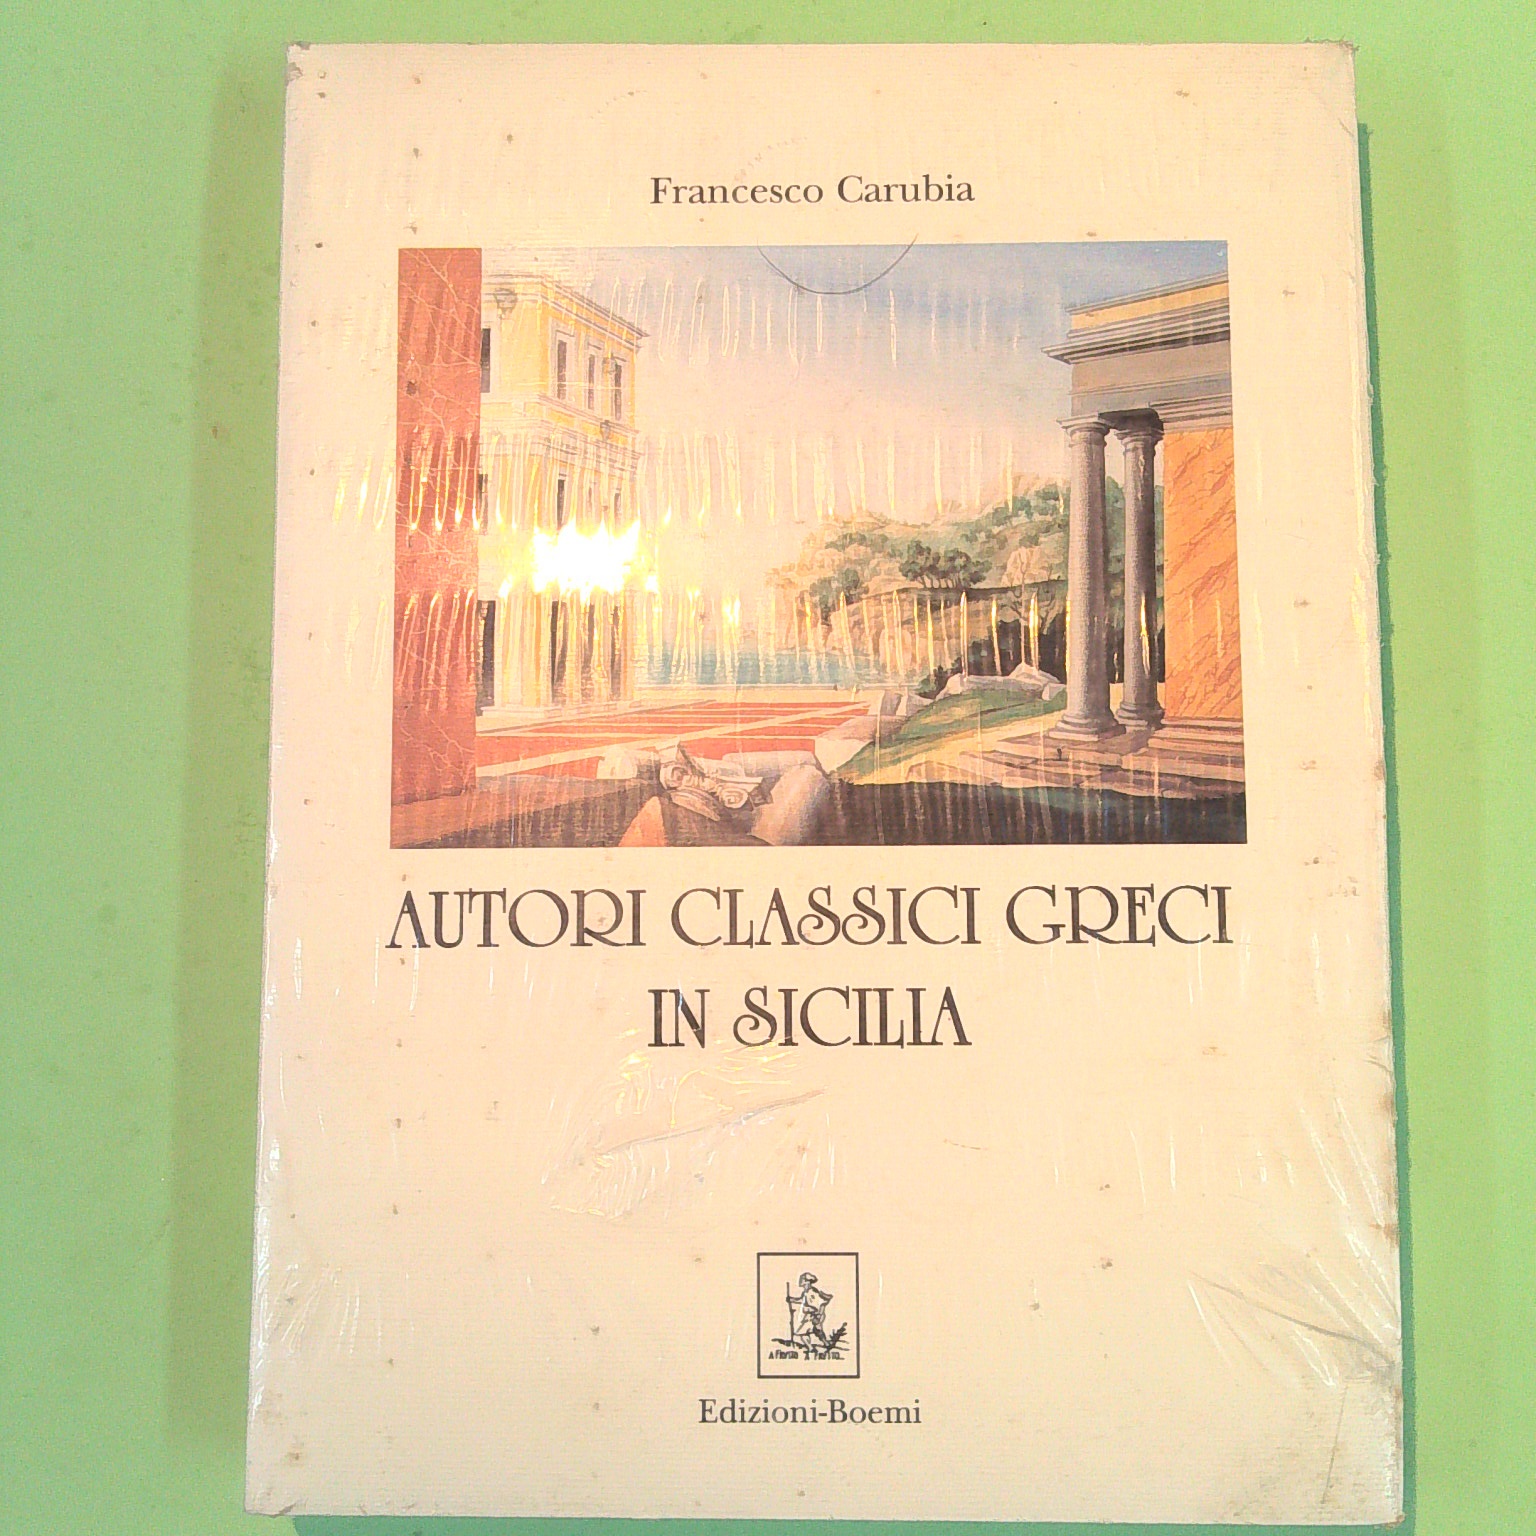 Francesco Carubia
AUTORI CLASSICI GRECI
IN SICILIA
Edizioni-Boemi